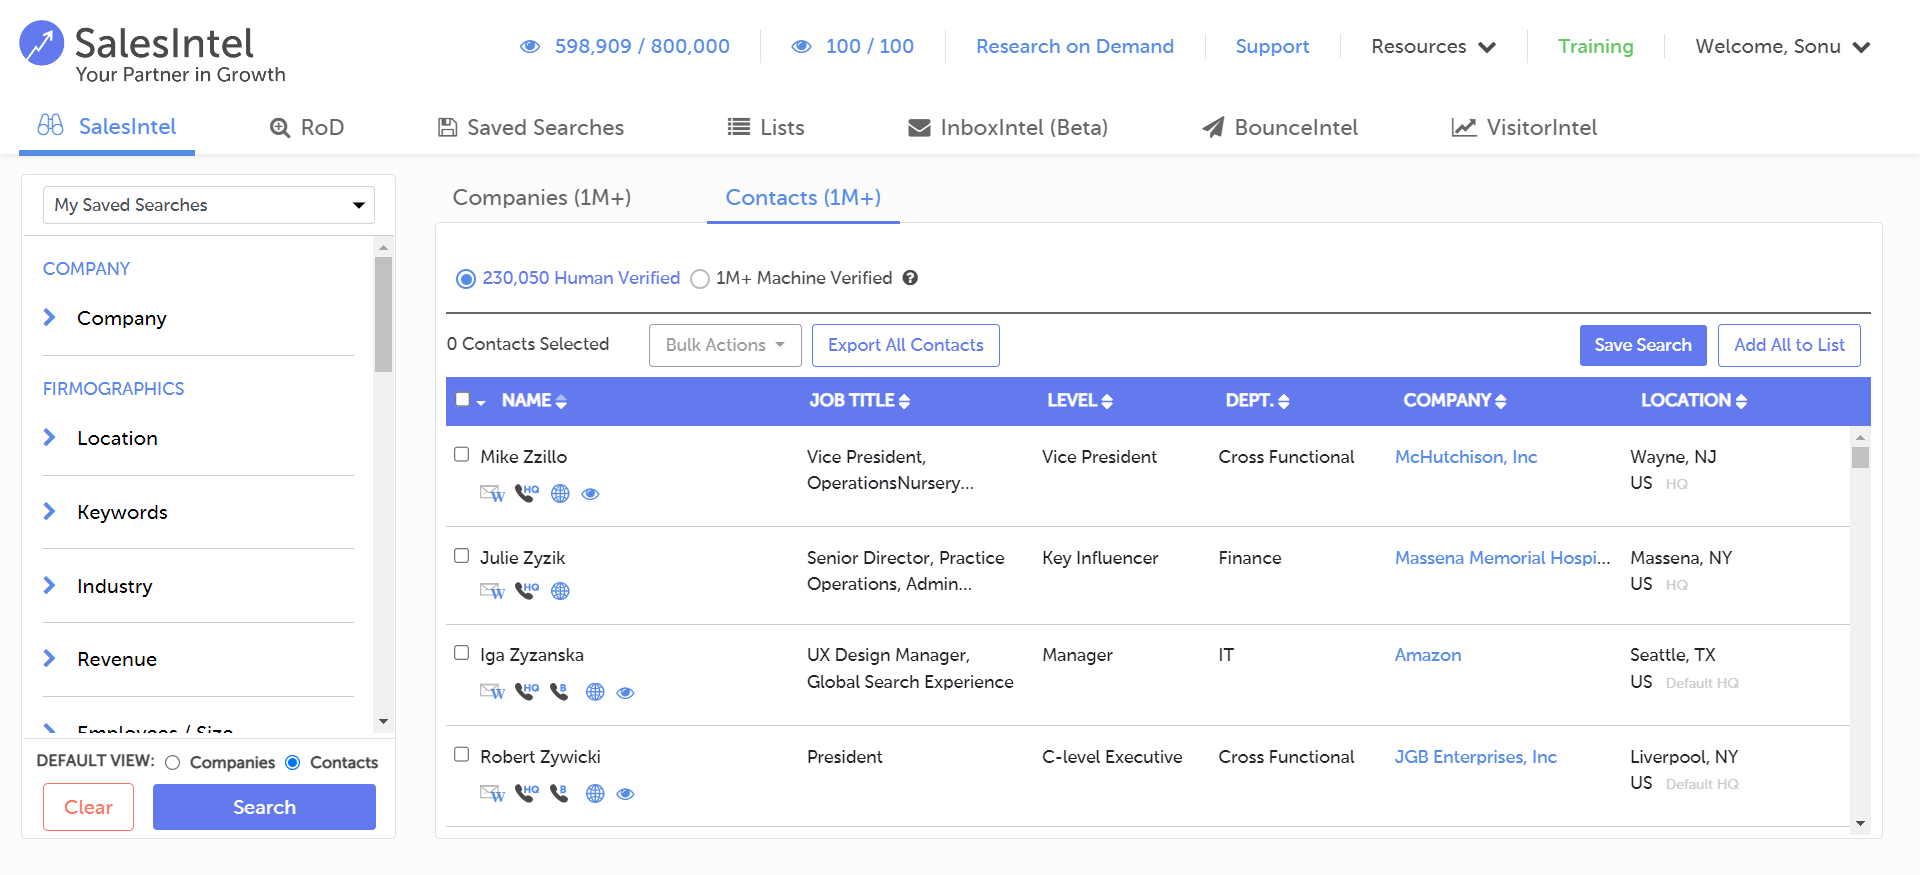 SalesIntel
Your Partner in Growth
598,909 / 800,000
100 / 100
Research on Demand
Support
Resources
Training
Welcome, Sonu
SalesIntel
RoD
Saved Searches
Lists
InboxIntel (Beta)
BounceIntel
VisitorIntel
My Saved Searches
COMPANY
Company
FIRMOGRAPHICS
Location
Keywords
Industry
Revenue
Employees / Size
DEFAULT VIEW: Companies Contacts
Clear
Search
Companies (1M+)
Contacts (1M+)
230,050 Human Verified 1M+ Machine Verified ?
0 Contacts Selected
Bulk Actions
Export All Contacts
Save Search
Add All to List
NAME JOB TITLE LEVEL DEPT. COMPANY LOCATION
Mike Zzillo Vice President, Vice President Cross Functional McHutchison, Inc Wayne, NJ
OperationsNursery... US HQ
W HQ
Julie Zyzik Senior Director, Practice Key Influencer Finance Massena Memorial Hospi... Massena, NY
Operations, Admin... US HQ
W HQ
Iga Zyzanska UX Design Manager, Manager IT Amazon Seattle, TX
Global Search Experience US Default HQ
W HQ B
Robert Zywicki President C-level Executive Cross Functional JGB Enterprises, Inc Liverpool, NY
US Default HQ
W HQ B